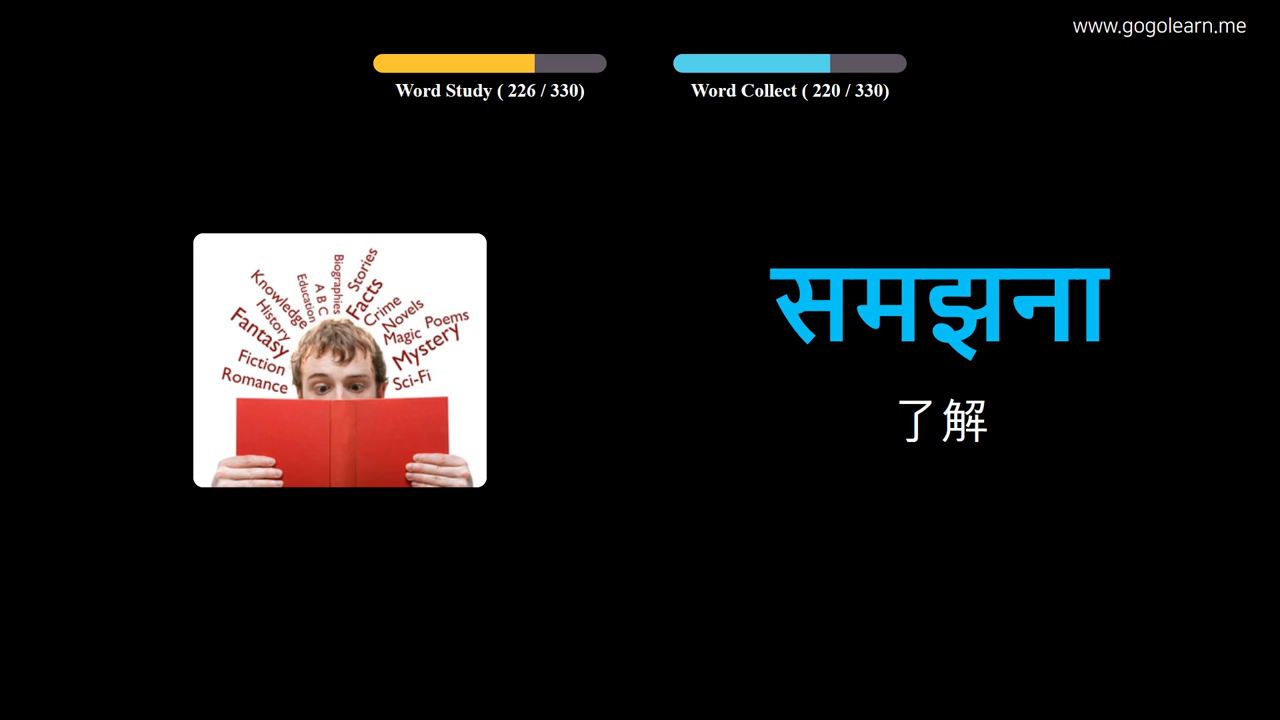 www.gogolearn.me
Word Study ( 226 / 330)
Word Collect ( 220 / 330)
Knowledge
History
Fantasy
Fiction
Romance
Education
A B C
Biographies
Stories
Facts
Crime
Novels
Magic
Poems
Mystery
Sci-Fi
समझना
了解